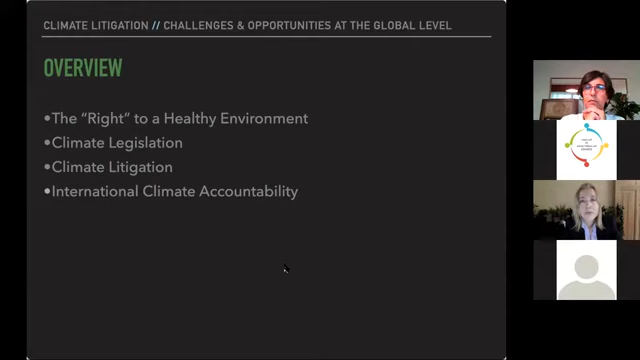 CLIMATE LITIGATION // CHALLENGES & OPPORTUNITIES AT THE GLOBAL LEVEL
OVERVIEW
•The "Right" to a Healthy Environment
•Climate Legislation
•Climate Litigation
•International Climate Accountability